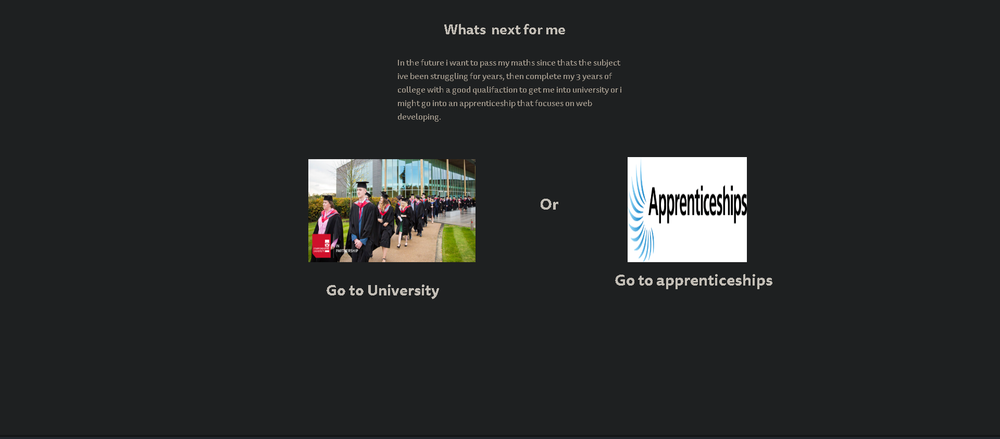 Whats next for me
In the future i want to pass my maths since thats the subject
ive been struggling for years, then complete my 3 years of
college with a good qualifaction to get me into university or i
might go into an apprenticeship that focuses on web
developing.
STAFFORDSHIRE
UNIVERSITY
IN
PARTNERSHIP
Or
Apprenticeships
Go to University
Go to apprenticeships